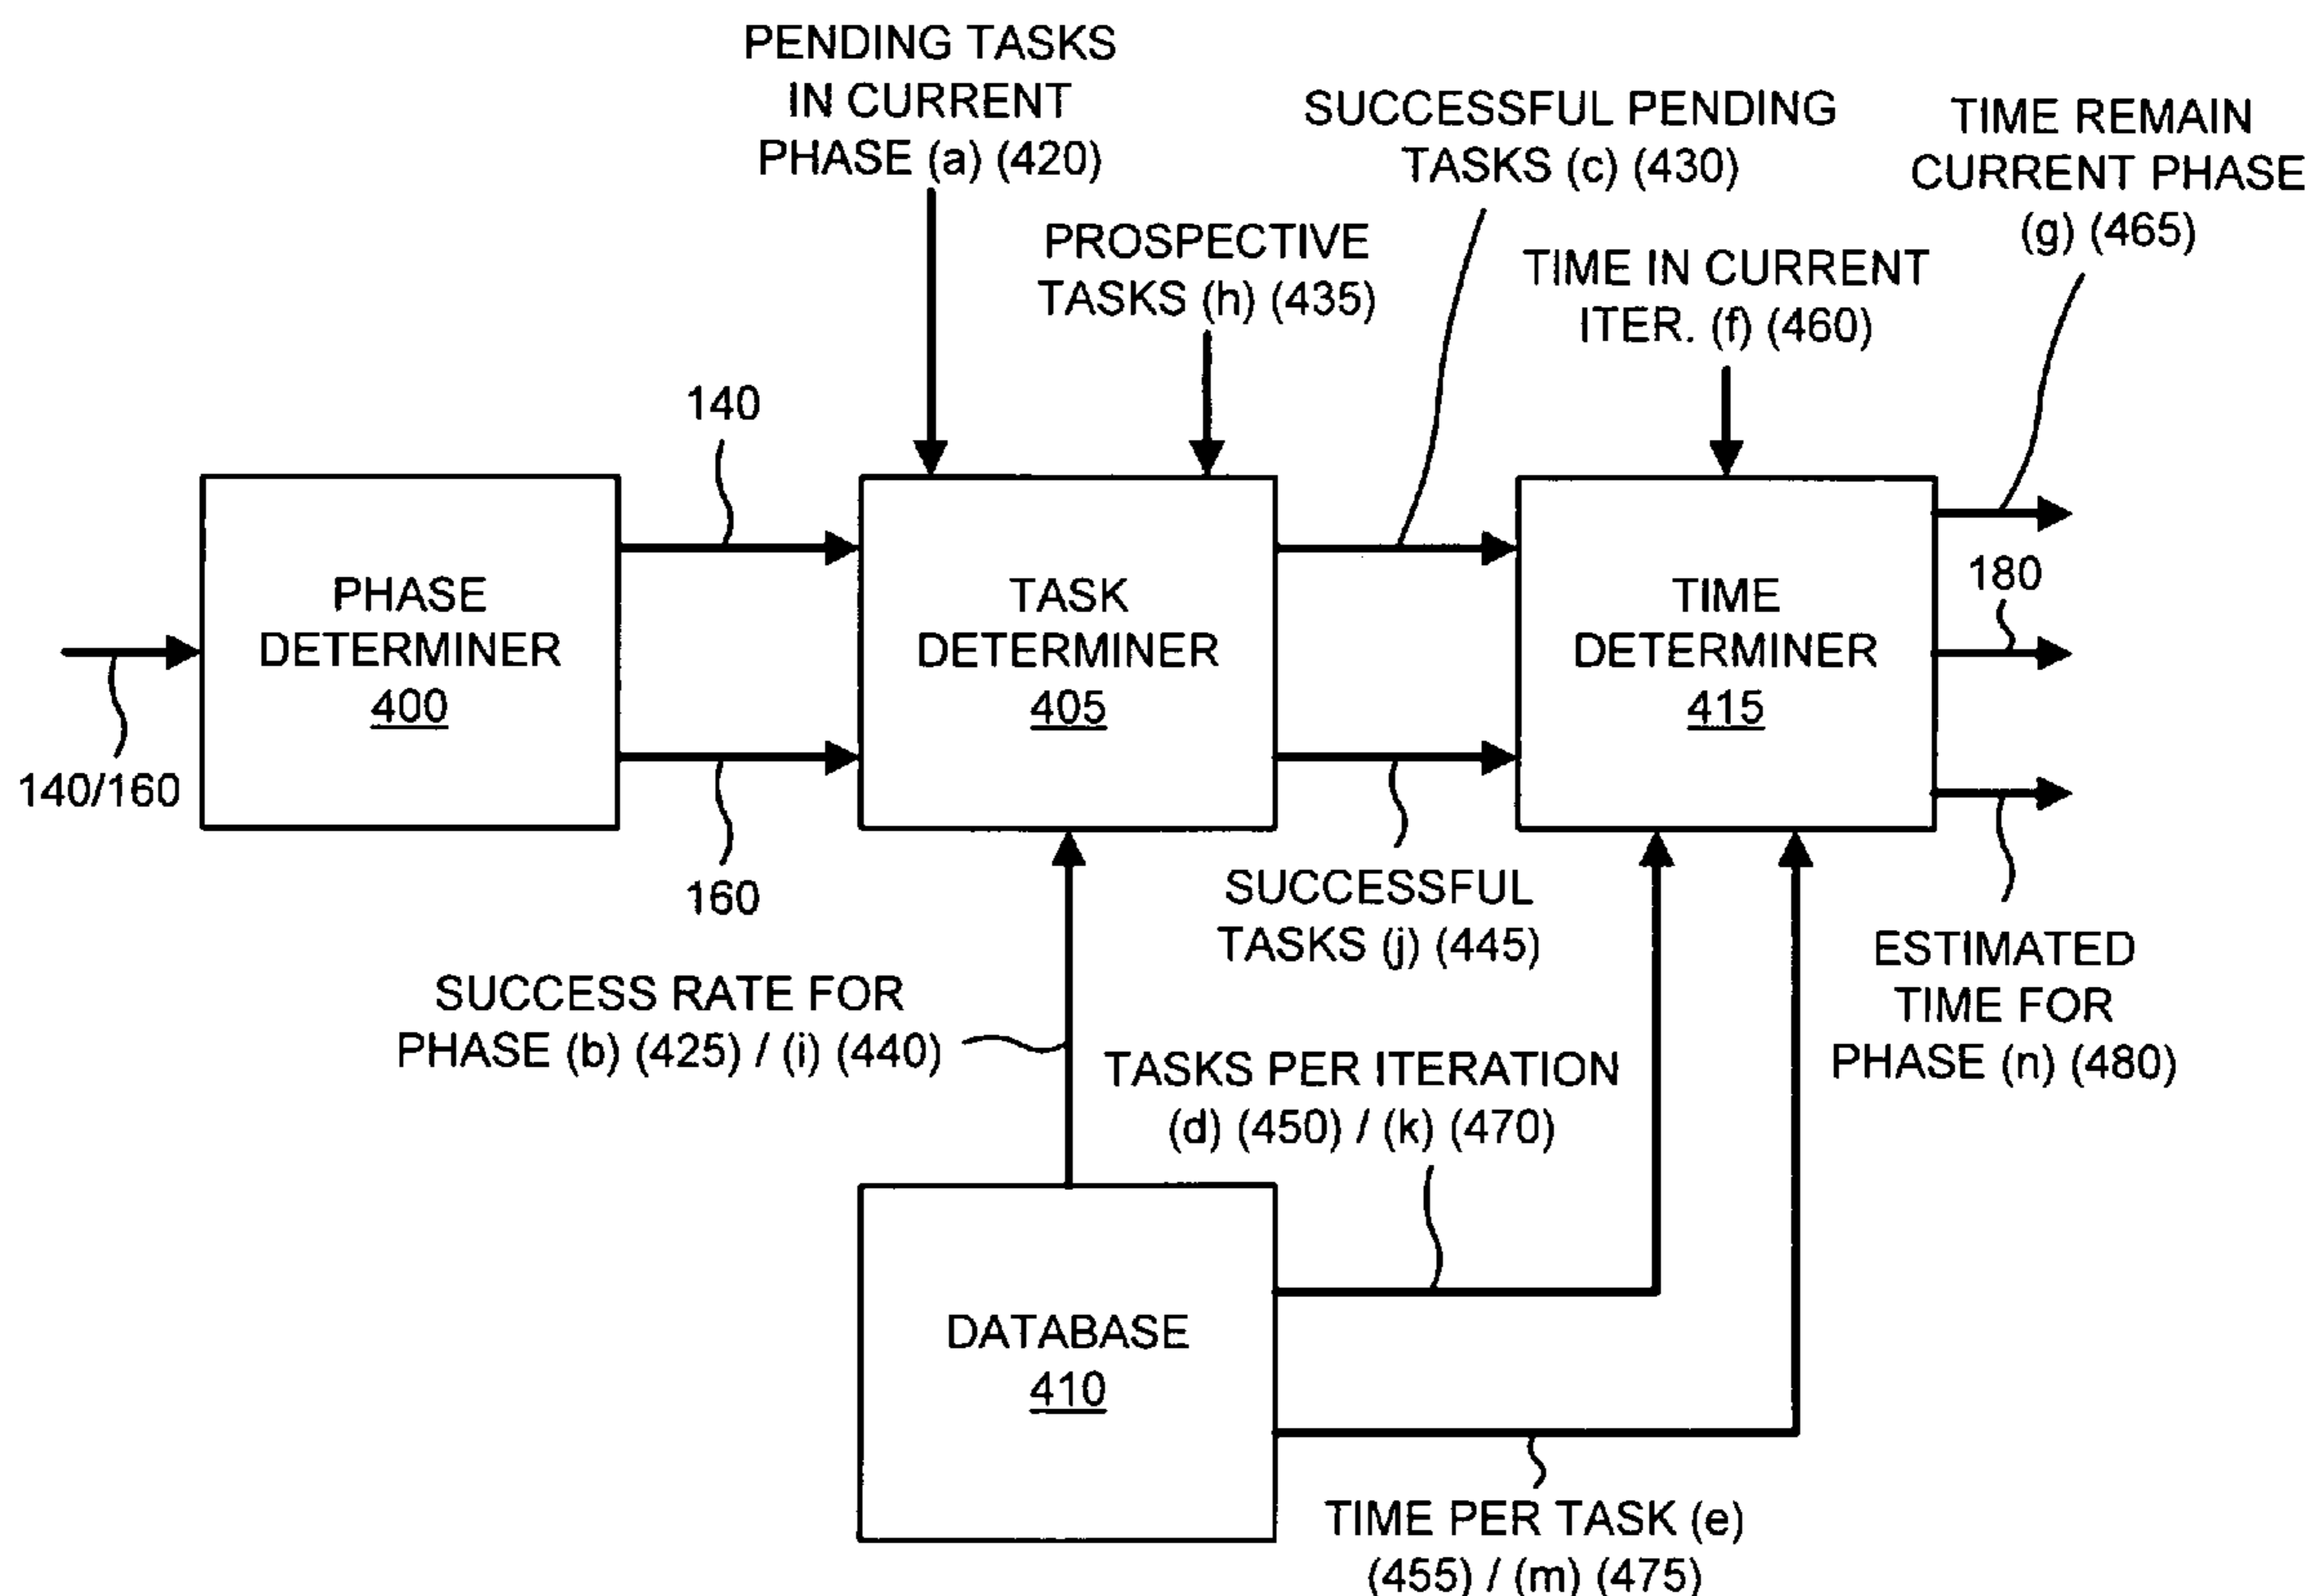 PENDING TASKS
IN CURRENT
PHASE (a) (420)
SUCCESSFUL PENDING
TASKS (c) (430)
TIME REMAIN
CURRENT PHASE
(g) (465)
PROSPECTIVE
TASKS (h) (435)
TIME IN CURRENT
ITER. (f) (460)
140
PHASE
DETERMINER
400
TASK
DETERMINER
405
TIME
DETERMINER
415
180
140/160
160
SUCCESSFUL
TASKS (j) (445)
ESTIMATED
TIME FOR
PHASE (n) (480)
SUCCESS RATE FOR
PHASE (b) (425) / (i) (440)
TASKS PER ITERATION
(d) (450) / (k) (470)
DATABASE
410
TIME PER TASK (e)
(455) / (m) (475)